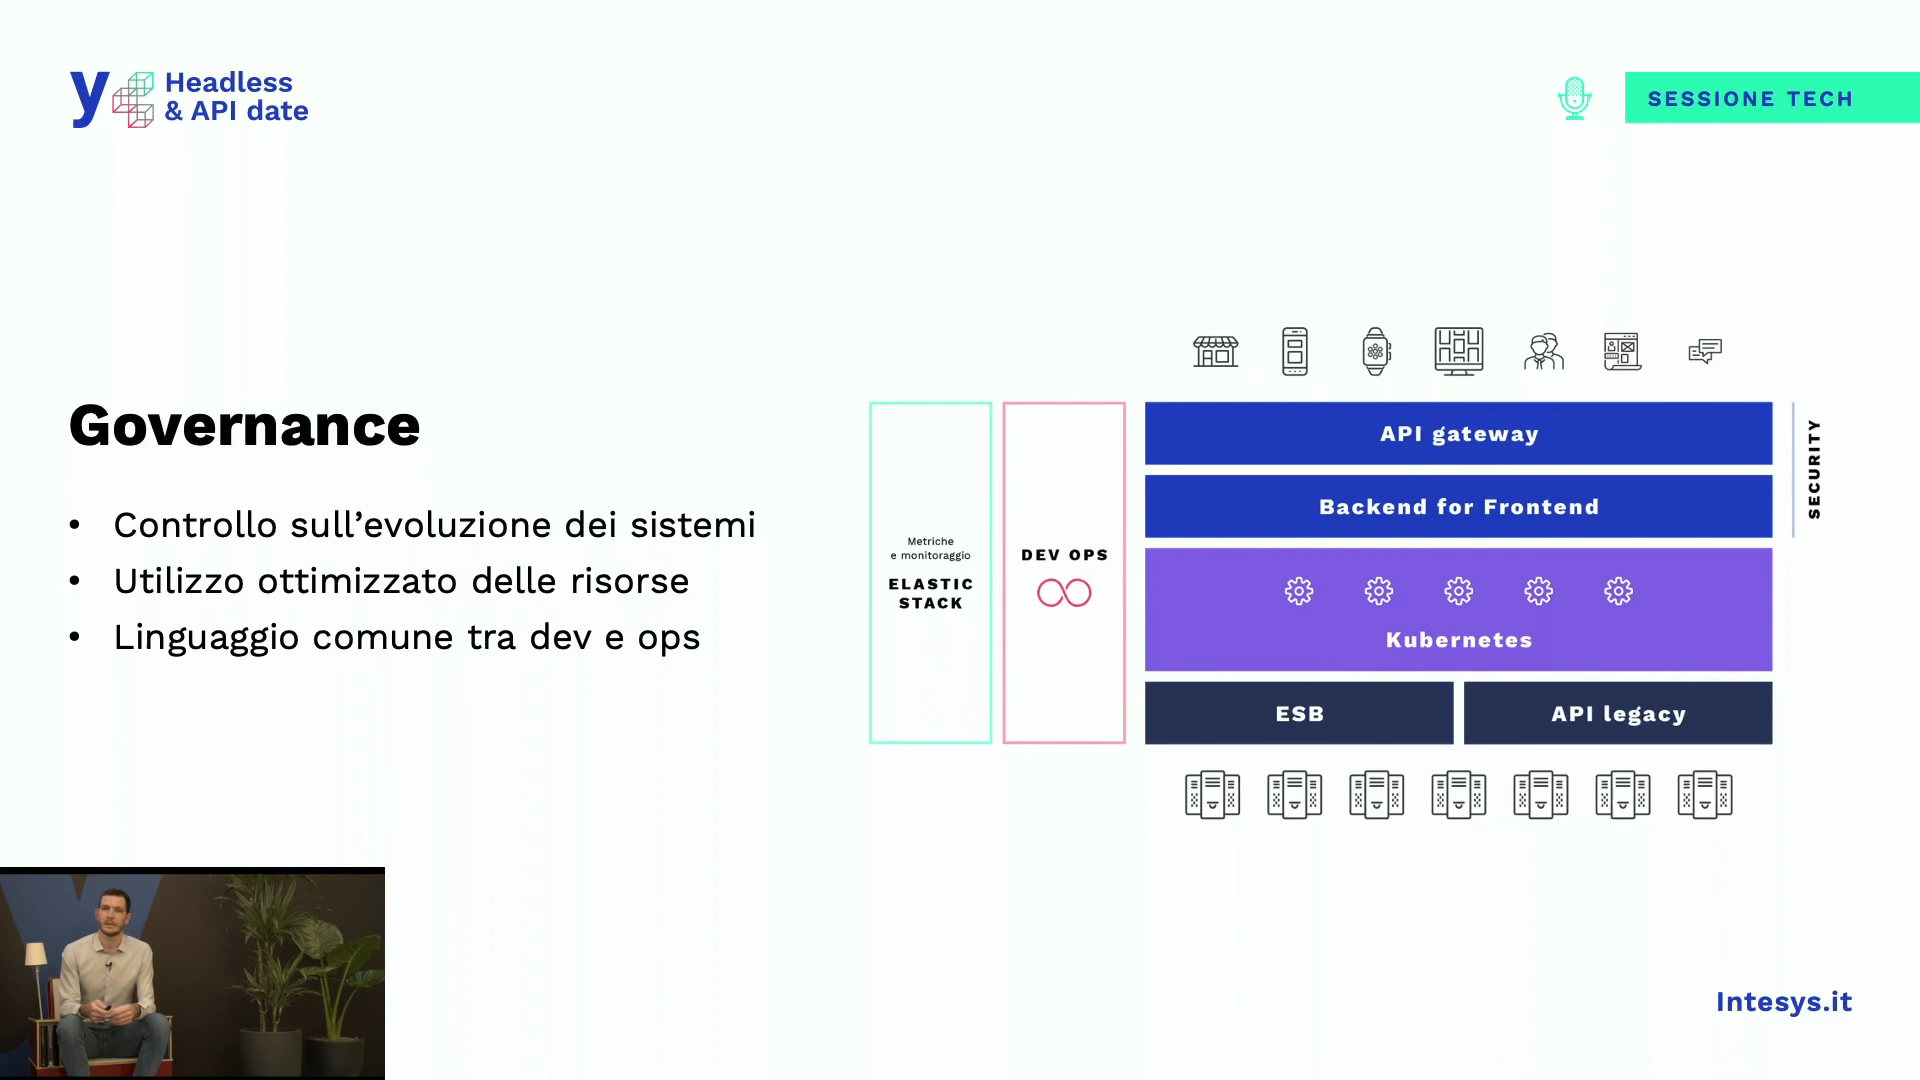 y
Headless
& API date
SESSIONE TECH
Governance
• Controllo sull’evoluzione dei sistemi
• Utilizzo ottimizzato delle risorse
• Linguaggio comune tra dev e ops
Metriche
e monitoraggio
ELASTIC
STACK
DEV OPS
API gateway
Backend for Frontend
Kubernetes
ESB
API legacy
SECURITY
Intesys.it